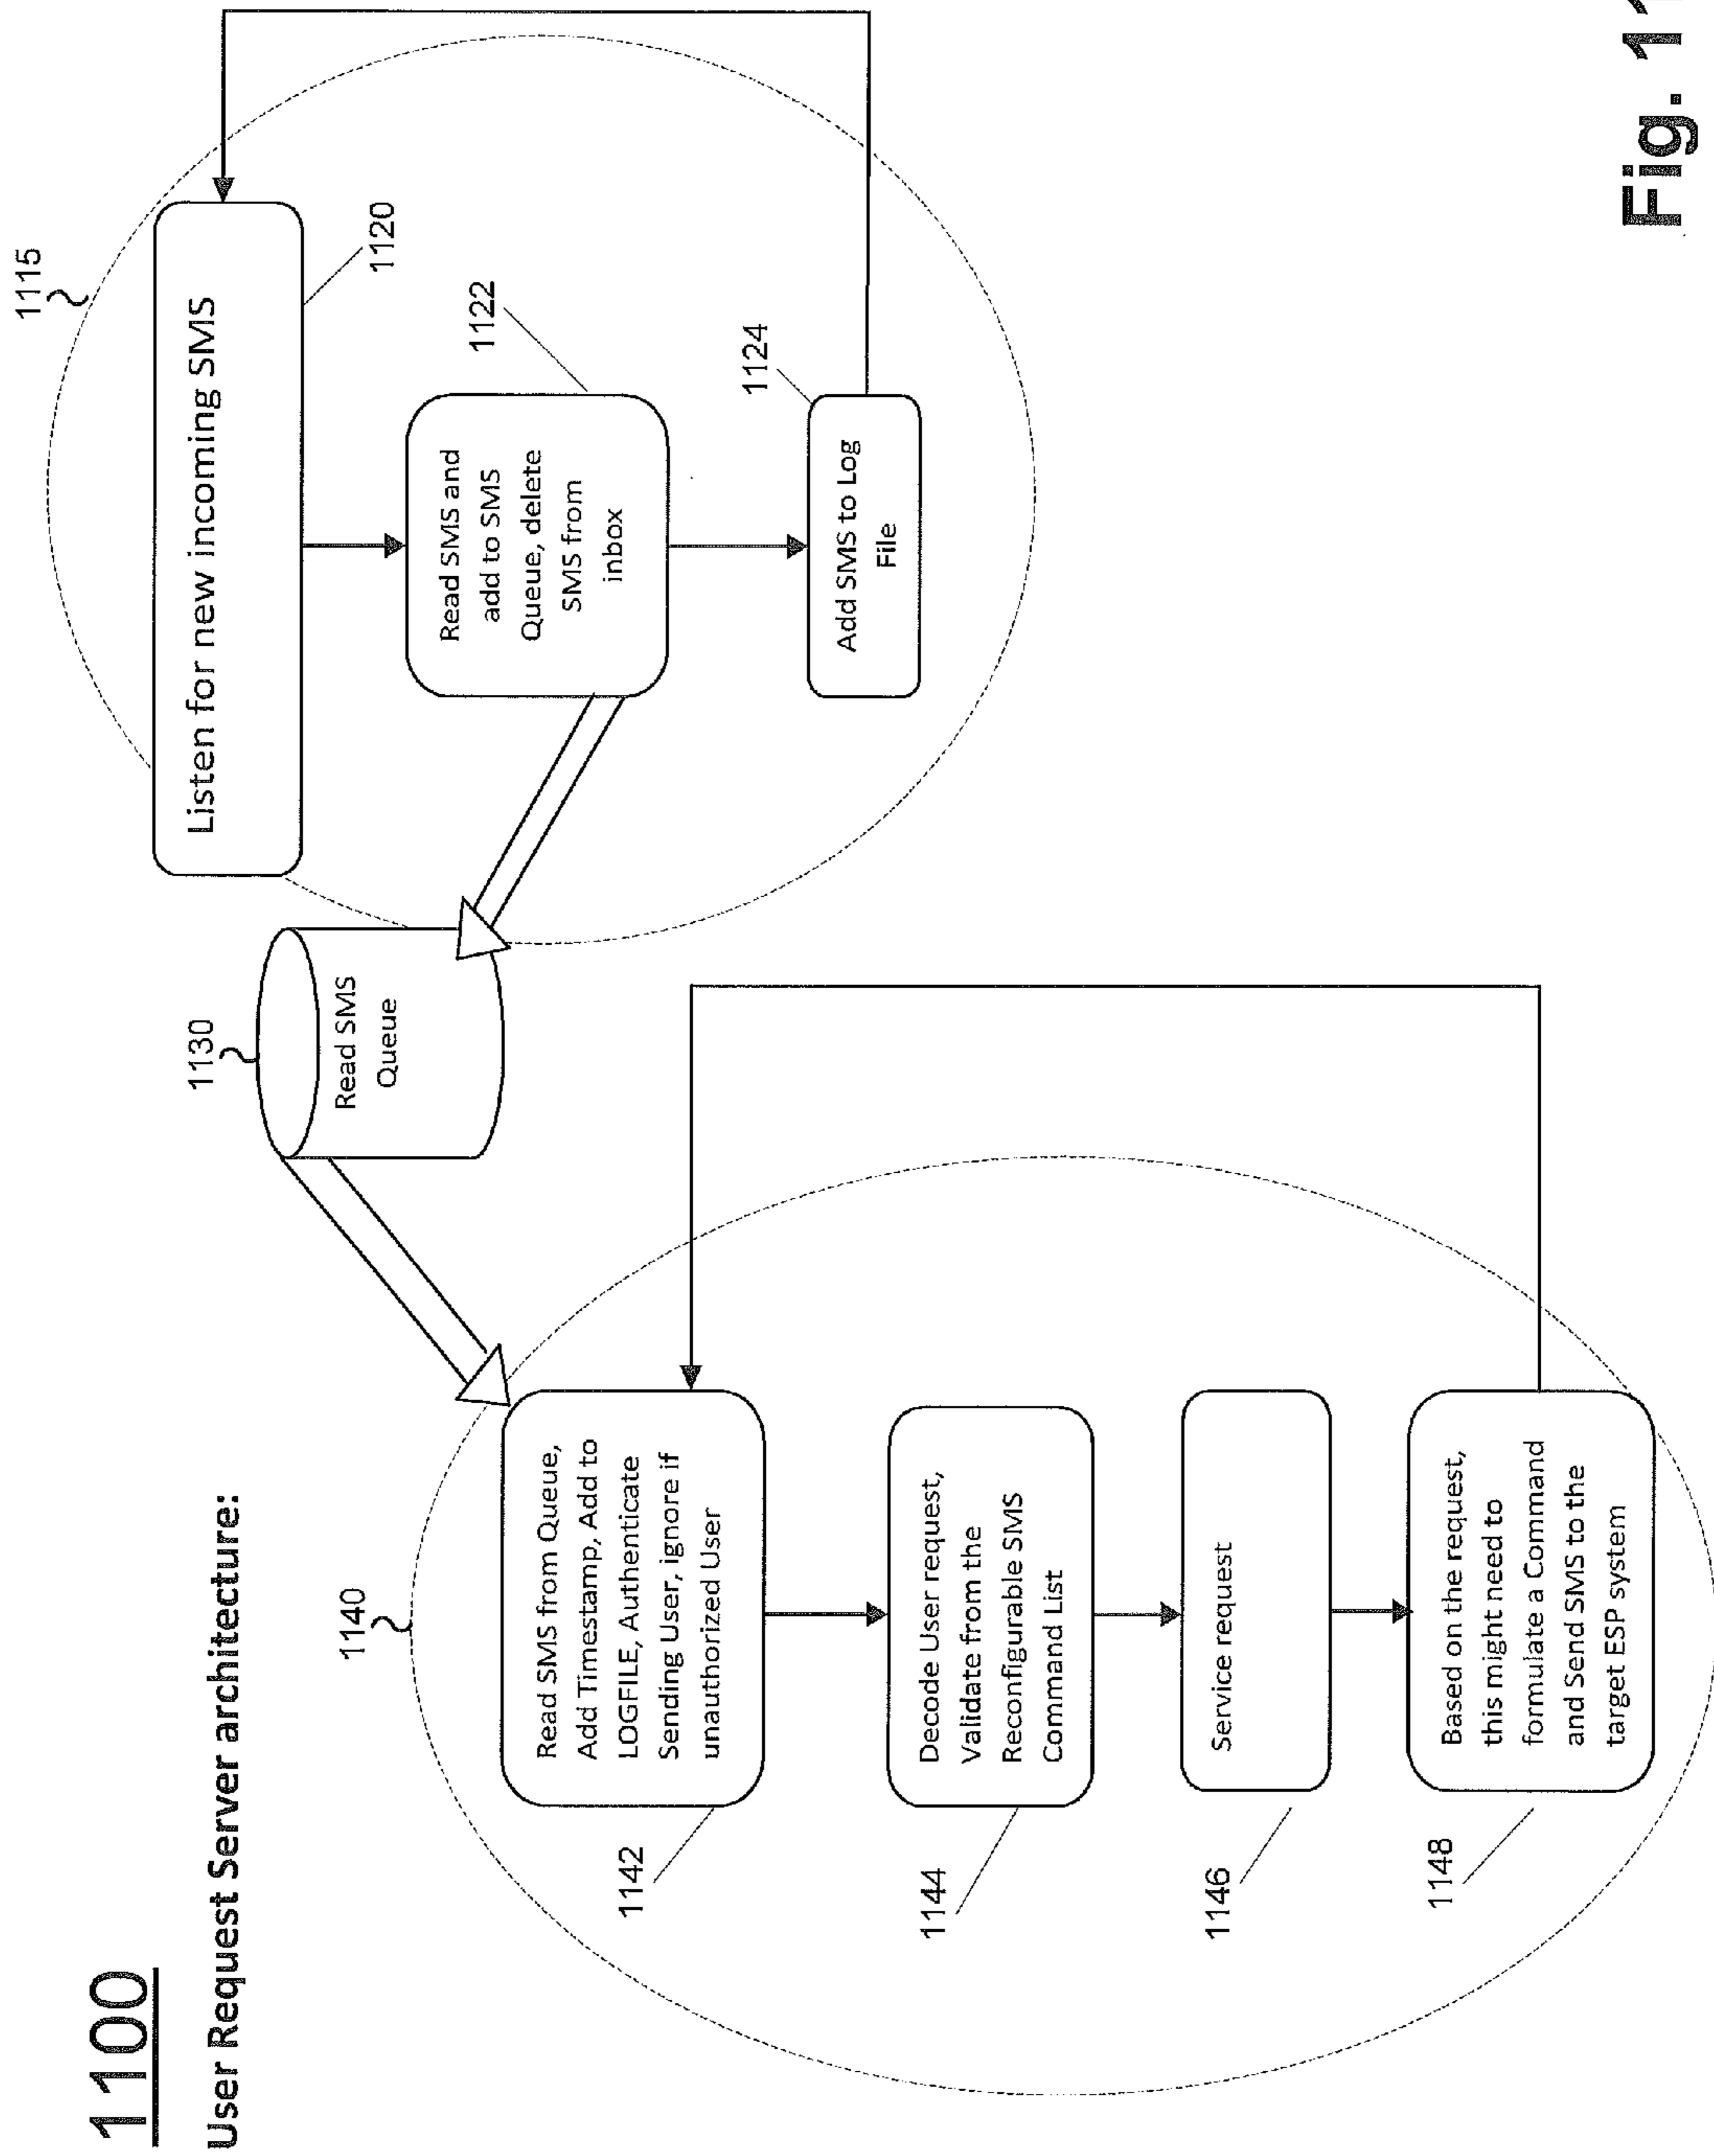 1100
User Request Server architecture:
1115
Listen for new incoming SMS
1120
Read SMS and
add to SMS
Queue, delete
SMS from
inbox
1122
Add SMS to Log
File
1124
1130
Read SMS
Queue
1140
Read SMS from Queue,
Add Timestamp, Add to
LOGFILE, Authenticate
Sending User, ignore if
unauthorized User
1142
Decode User request,
Validate from the
Reconfigurable SMS
Command List
1144
Service request
1146
Based on the request,
this might need to
formulate a Command
and Send SMS to the
target ESP system
1148
Fig. 11